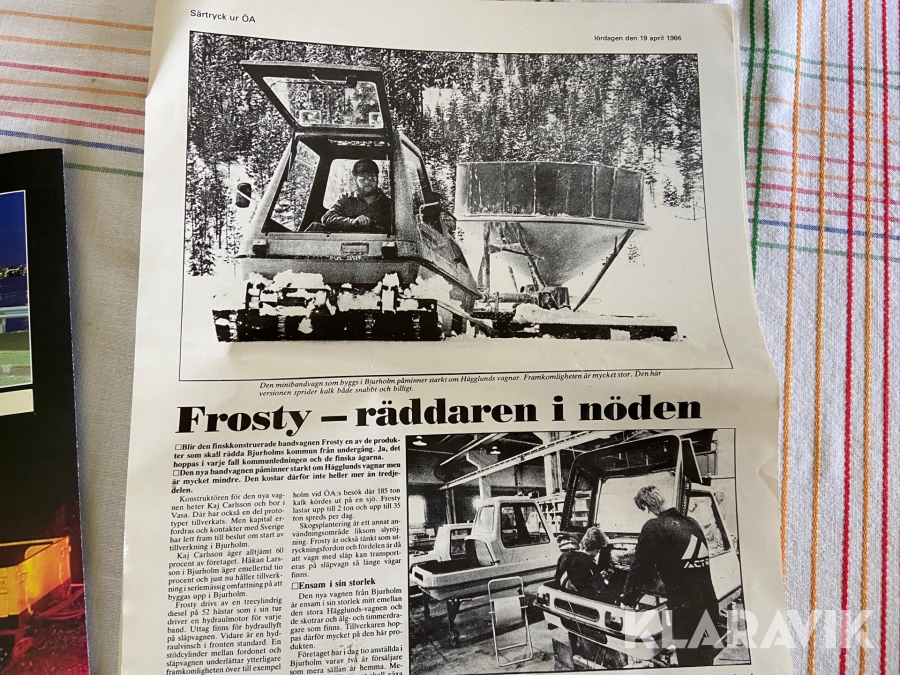 Särtryck ur ÖA
lördagen den 19 april 1986
Den minibandvagn som byggs i Bjurholm påminner starkt om Hägglunds vagnar. Framkomligheten är mycket stor. Den här
versionen sprider kalk både snabbt och billigt.
Frosty – räddaren i nöden
□Blir den finskkonstruerade bandvagnen Frosty en av de produk-
ter som skall rädda Bjurholms kommun från undergång. Ja, det
hoppas i varje fall kommunledningen och de finska ägarna.
□Den nya bandvagnen påminner starkt om Hägglunds vagnar men
är mycket mindre. Den kostar därför inte heller mer än tredje-
delen.
Konstruktören för den nya vag-
nen heter Kaj Carlsson och bor i
Vasa. Där har också en del proto-
typer tillverkats. Men kapital er-
fordras och kontakter med Sverige
har lett fram till beslut om start av
tillverkning i Bjurholm.
Kaj Carlsson äger alltjämt 60
procent av företaget. Håkan Lars-
son i Bjurholm äger emellertid tio
procent och just nu håller tillverk-
ning i seriemässig omfattning på att
byggas upp i Bjurholm.
Frosty drivs av en trecylindrig
diesel på 52 hästar som i sin tur
driver en hydraulmotor för varje
band. Uttag finns för hydraullyft
på släpvagnen. Vidare är en hyd-
raulvinsch i fronten standard. En
stödcylinder mellan fordonet och
släpvagnen underlättar ytterligare
framkomligheten över till exempel
holm vid ÖA:s besök där 185 ton
kalk kördes ut på en sjö. Frosty
lastar upp till 2 ton och upp till 35
ton spreds per dag.
Skogsplantering är ett annat an-
vändningsområde liksom slyröj-
ning. Frosty är också tänkt som ut-
ryckningsfordon och fördelen är då
att vagn med släp kan transport-
eras på släpvagn så länge vägar
finns.
□Ensam i sin storlek
Den nya vagnen från Bjurholm
är ensam i sin storlek mitt emellan
den stora Hägglunds-vagnen och
de skotrar och älg- och timmerdra-
gare som finns. Tillverkaren hop-
pas därför mycket på den här pro-
dukten.
Företaget har i dag tio anställda i
Bjurholm varav två är försäljare
som mera sällan är hemma. Me-
KLARAVIK